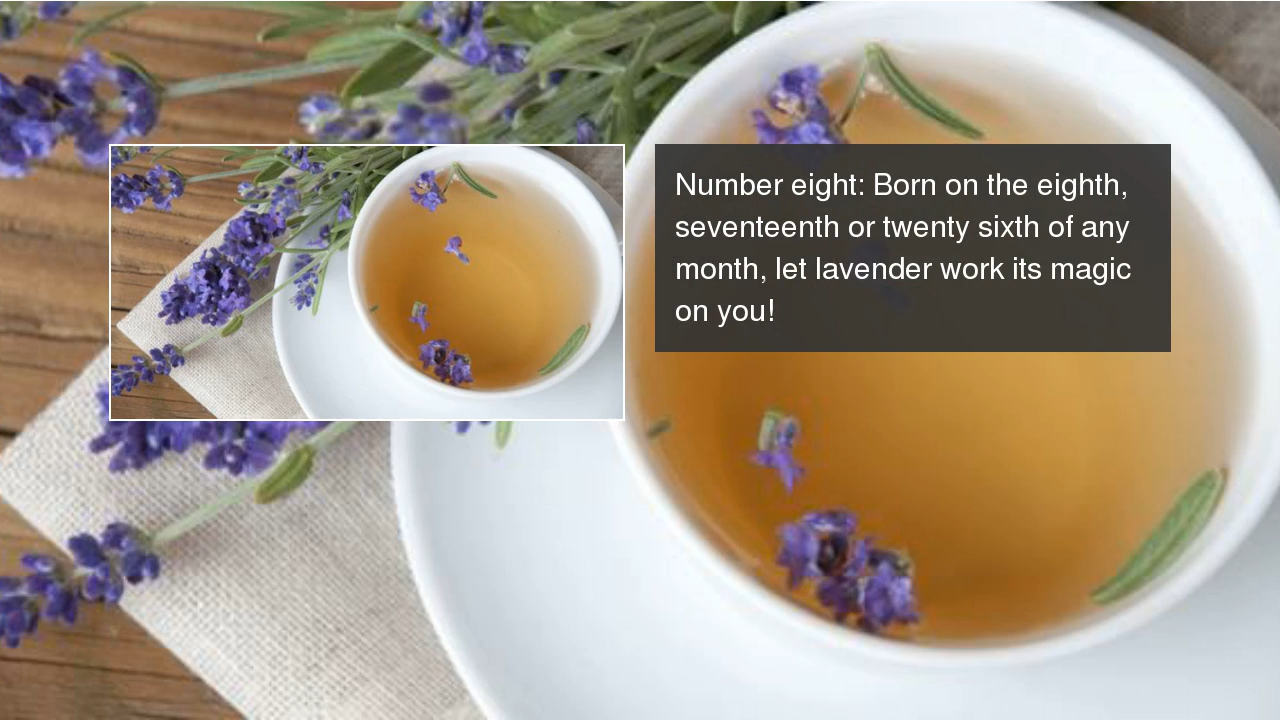 Number eight: Born on the eighth,
seventeenth or twenty sixth of any
month, let lavender work its magic
on you!